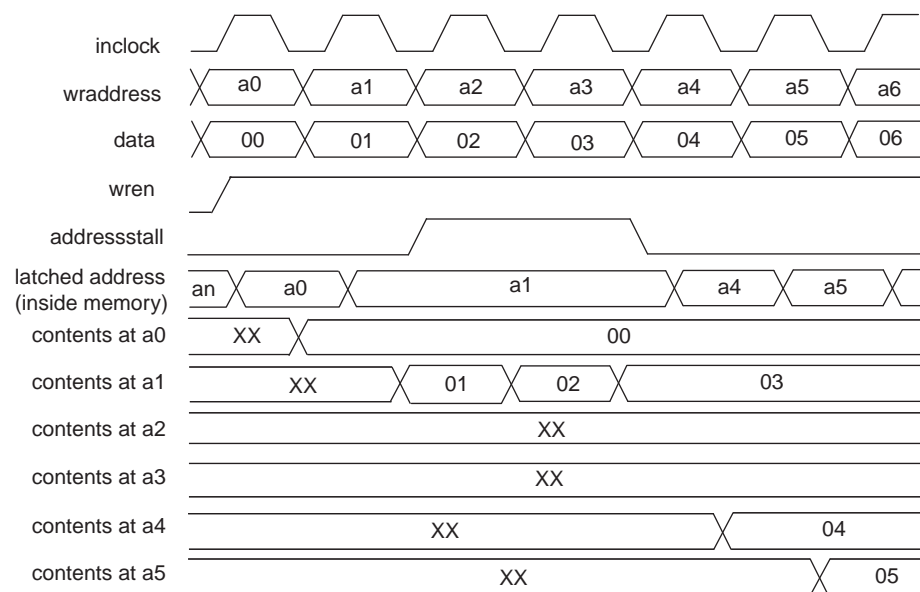 inclock
wraddress a0 a1 a2 a3 a4 a5 a6
data 00 01 02 03 04 05 06
wren
addressstall
latched address
(inside memory) an a0 a1 a4 a5
contents at a0 XX 00
contents at a1 XX 01 02 03
contents at a2 XX
contents at a3 XX
contents at a4 XX 04
contents at a5 XX 05